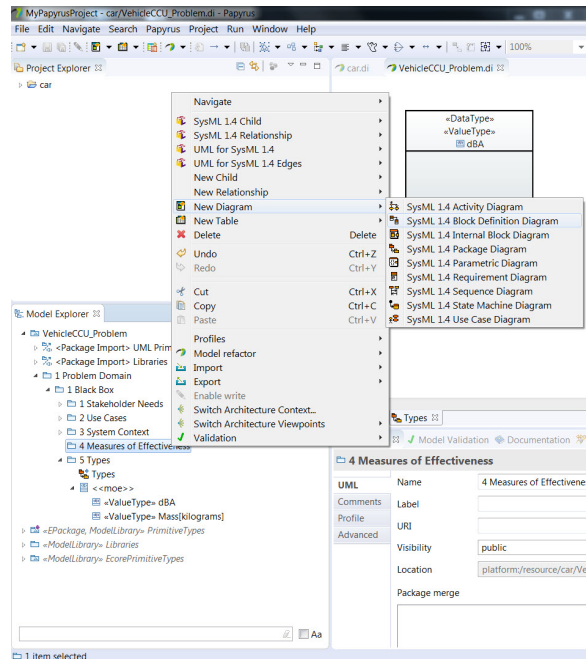 MyPapyrusProject - car/VehicleCCU_Problem.di - Papyrus
File Edit Navigate Search Papyrus Project Run Window Help
100%
Project Explorer
car.di
VehicleCCU_Problem.di
car
«DataType»
«ValueType»
dBA
Navigate
SysML 1.4 Child
SysML 1.4 Relationship
UML for SysML 1.4
UML for SysML 1.4 Edges
New Child
New Relationship
New Diagram
New Table
Delete Delete
Undo Ctrl+Z
Redo Ctrl+Y
Cut Ctrl+X
Copy Ctrl+C
Paste Ctrl+V
Profiles
Model refactor
Import
Export
Enable write
Switch Architecture Context...
Switch Architecture Viewpoints
Validation
SysML 1.4 Activity Diagram
SysML 1.4 Block Definition Diagram
SysML 1.4 Internal Block Diagram
SysML 1.4 Package Diagram
SysML 1.4 Parametric Diagram
SysML 1.4 Requirement Diagram
SysML 1.4 Sequence Diagram
SysML 1.4 State Machine Diagram
SysML 1.4 Use Case Diagram
Model Explorer
VehicleCCU_Problem
<Package Import> UML Prim
<Package Import> Libraries
1 Problem Domain
1 Black Box
1 Stakeholder Needs
2 Use Cases
3 System Context
4 Measures of Effectiveness
5 Types
Types
<<moe>>
«ValueType» dBA
«ValueType» Mass[kilograms]
«EPackage, ModelLibrary» PrimitiveTypes
«ModelLibrary» Libraries
«ModelLibrary» EcorePrimitiveTypes
Aa
1 item selected
Types
Model Validation
Documentation
4 Measures of Effectiveness
UML
Comments
Profile
Advanced
Name 4 Measures of Effectivenes
Label
URI
Visibility public
Location platform:/resource/car/Ve
Package merge